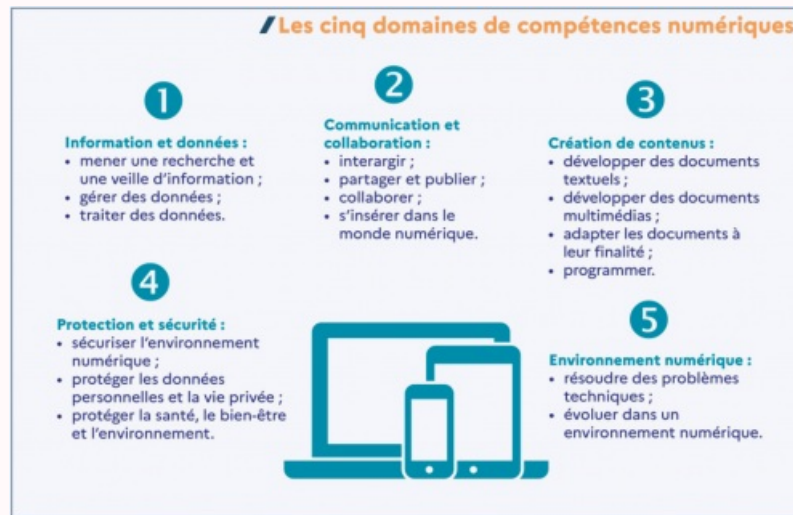 Les cinq domaines de compétences numériques
1
Information et données :
• mener une recherche et
une veille d'information ;
• gérer des données ;
• traiter des données.
2
Communication et
collaboration :
• interargir ;
• partager et publier ;
• collaborer ;
• s'insérer dans le
monde numérique.
3
Création de contenus :
• développer des documents
textuels ;
• développer des documents
multimédias ;
• adapter les documents à
leur finalité ;
• programmer.
4
Protection et sécurité :
• sécuriser l'environnement
numérique ;
• protéger les données
personnelles et la vie privée ;
• protéger la santé, le bien-être
et l'environnement.
5
Environnement numérique :
• résoudre des problèmes
techniques ;
• évoluer dans un
environnement numérique.